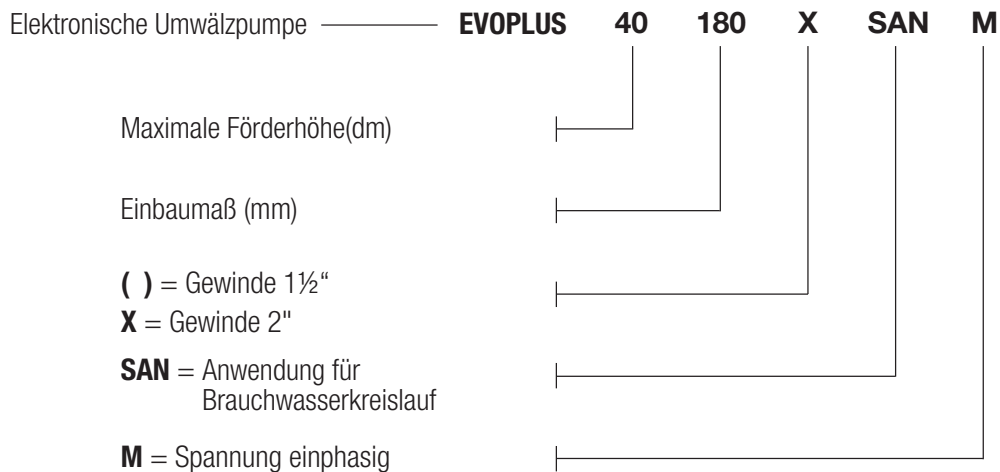 Elektronische Umwälzpumpe EVOPLUS 40 180 X SAN M
Maximale Förderhöhe(dm)
Einbaumaß (mm)
( ) = Gewinde 1½“
X = Gewinde 2"
SAN = Anwendung für
Brauchwasserkreislauf
M = Spannung einphasig